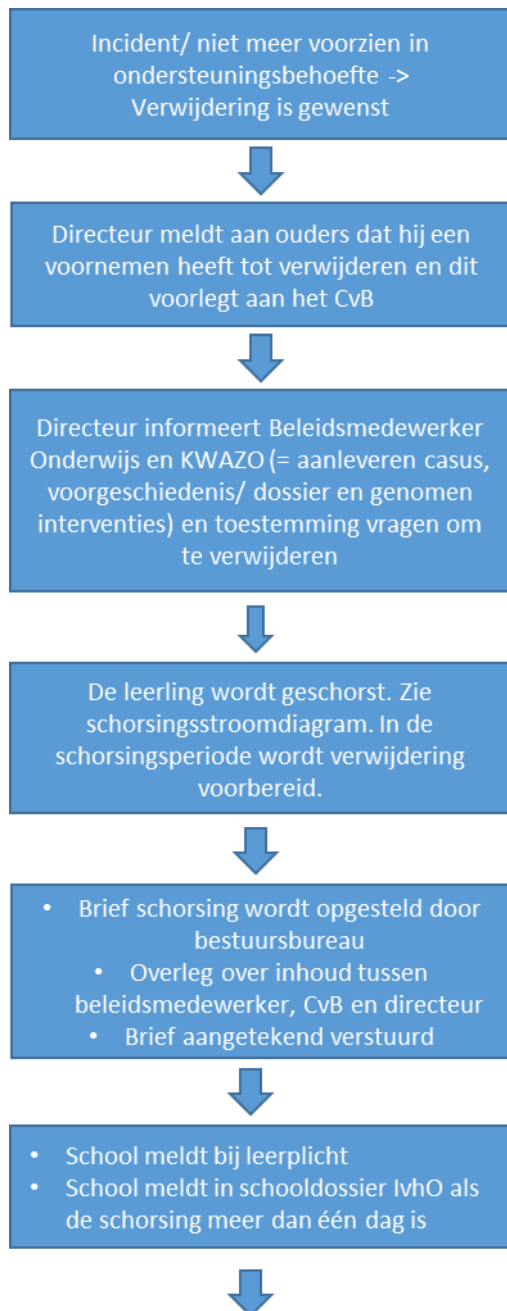 Incident/ niet meer voorzien in
ondersteuningsbehoefte ->
Verwijdering is gewenst
Directeur meldt aan ouders dat hij een
voornemen heeft tot verwijderen en dit
voorlegt aan het CvB
Directeur informeert Beleidsmedewerker
Onderwijs en KWAZO (= aanleveren casus,
voorgeschiedenis/ dossier en genomen
interventies) en toestemming vragen om
te verwijderen
De leerling wordt geschorst. Zie
schorsingsstroomdiagram. In de
schorsingsperiode wordt verwijdering
voorbereid.
• Brief schorsing wordt opgesteld door
bestuursbureau
• Overleg over inhoud tussen
beleidsmedewerker, CvB en directeur
• Brief aangetekend verstuurd
• School meldt bij leerplicht
• School meldt in schooldossier IvhO als
de schorsing meer dan één dag is